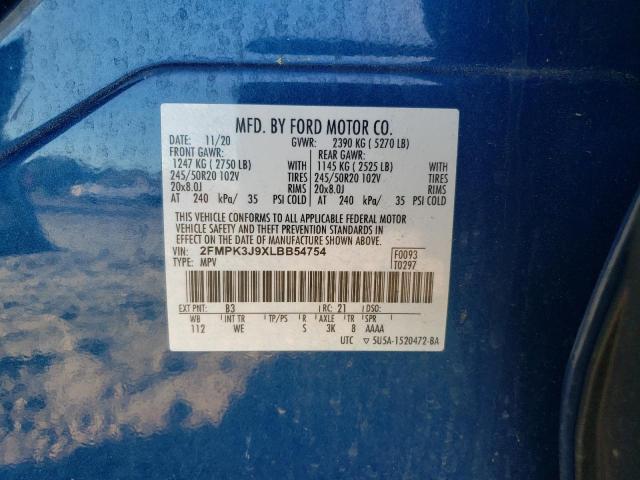 MFD. BY FORD MOTOR CO.
DATE: 11/20 GVWR: 2390 KG ( 5270 LB)
FRONT GAWR: REAR GAWR:
1247 KG ( 2750 LB) WITH 1145 KG ( 2525 LB) WITH
245/50R20 102V TIRES 245/50R20 102V TIRES
20x8.0J RIMS 20x8.0J RIMS
AT 240 kPa/ 35 PSI COLD AT 240 kPa/ 35 PSI COLD
THIS VEHICLE CONFORMS TO ALL APPLICABLE FEDERAL MOTOR
VEHICLE SAFETY AND THEFT PREVENTION STANDARDS IN EFFECT
ON THE DATE OF MANUFACTURE SHOWN ABOVE.
VIN: 2FMPK3J9XLBB54754 F0093
TYPE: MPV T0297
EXT PNT: B3 RC: 21 DSO:
WB INT TR TP/PS R AXLE TR SPR
112 WE S 3K 8 AAAA
UTC ▽ 5U5A-1520472-BA